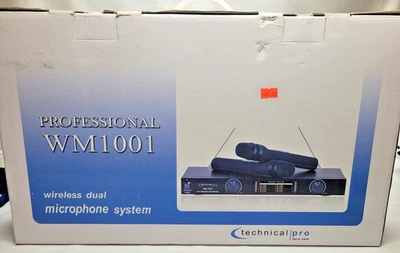 PROFESSIONAL
WM1001
wireless dual
microphone system
technical pro